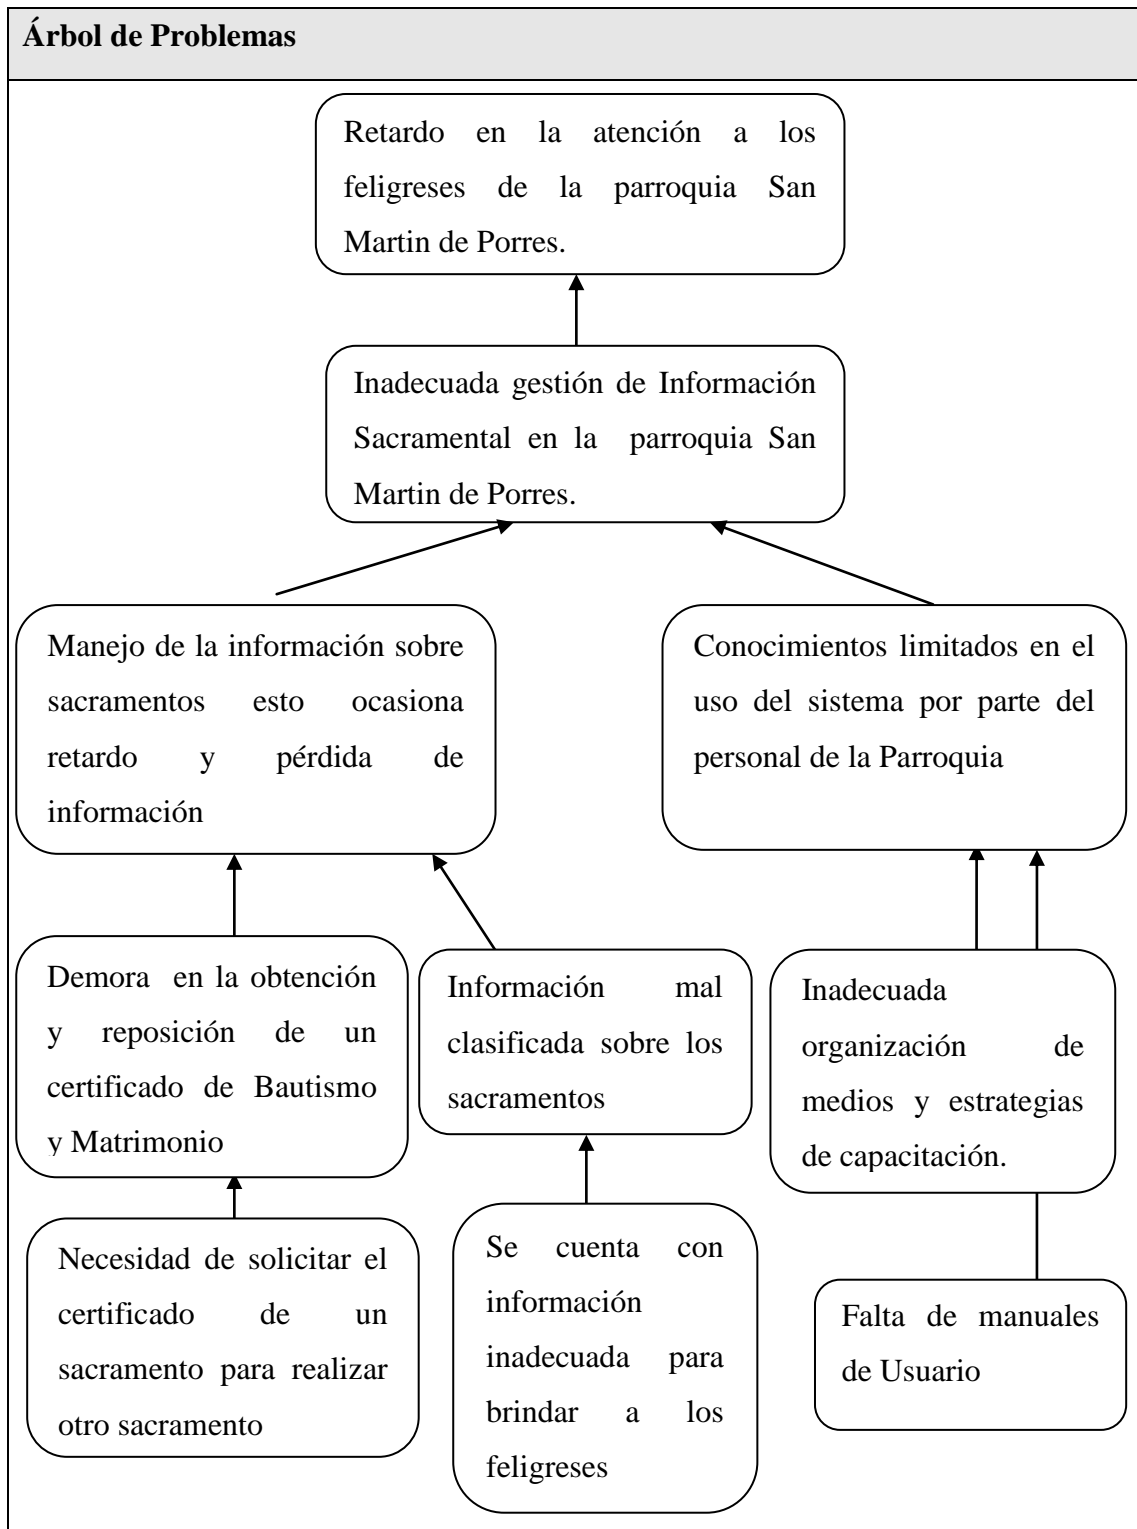 Árbol de Problemas
Retardo en la atención a los
feligreses de la parroquia San
Martin de Porres.
Inadecuada gestión de Información
Sacramental en la parroquia San
Martin de Porres.
Manejo de la información sobre
sacramentos esto ocasiona
retardo y pérdida de
información
Conocimientos limitados en el
uso del sistema por parte del
personal de la Parroquia
Demora en la obtención
y reposición de un
certificado de Bautismo
y Matrimonio
Información mal
clasificada sobre los
sacramentos
Inadecuada
organización de
medios y estrategias
de capacitación.
Necesidad de solicitar el
certificado de un
sacramento para realizar
otro sacramento
Se cuenta con
información
inadecuada para
brindar a los
feligreses
Falta de manuales
de Usuario